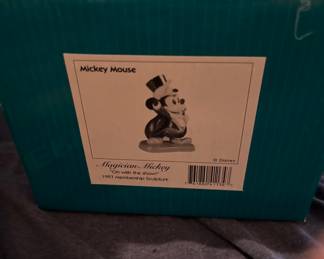 Mickey Mouse
© Disney
Magician Mickey
"On with the show!"
1993 Membership Sculpture